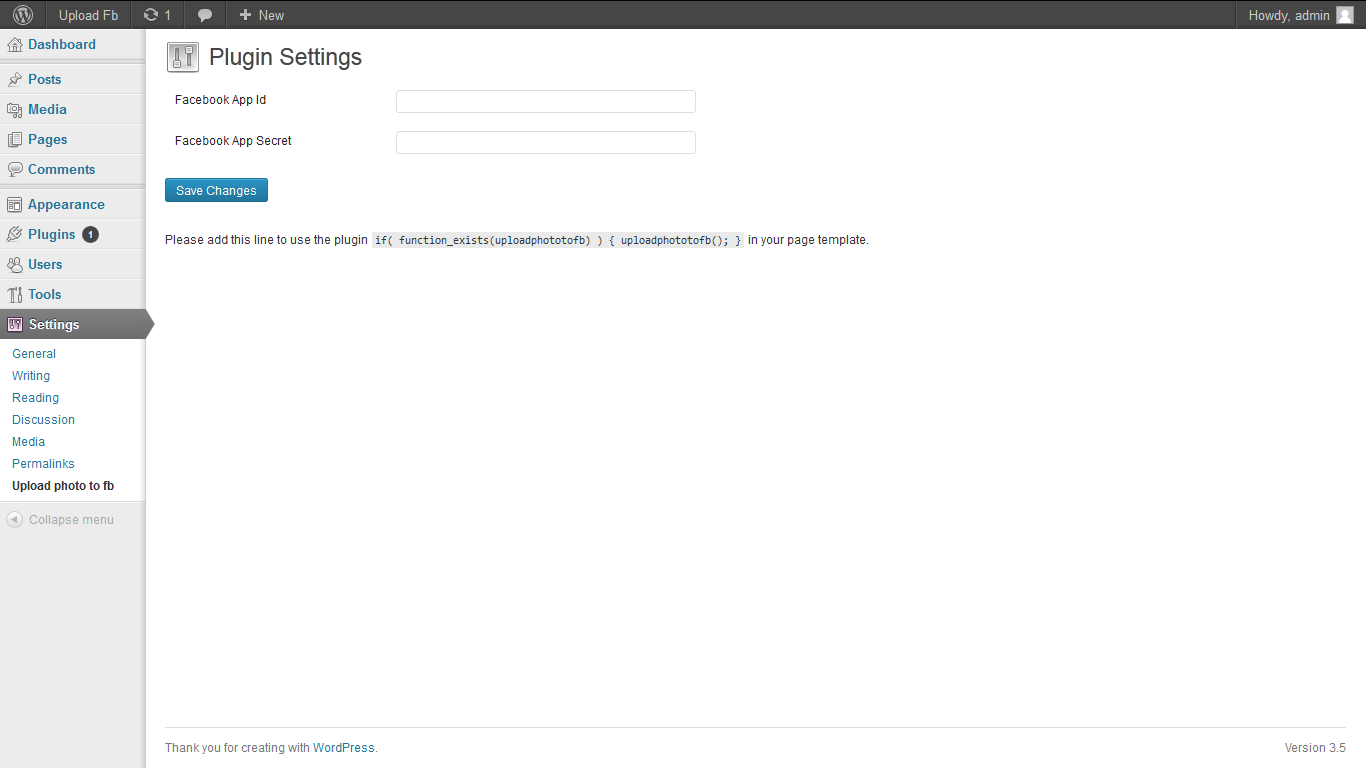 Upload Fb 1 New Howdy, admin
Dashboard
Posts
Media
Pages
Comments
Appearance
Plugins 1
Users
Tools
Settings
General
Writing
Reading
Discussion
Media
Permalinks
Upload photo to fb
Collapse menu
Plugin Settings
Facebook App Id
Facebook App Secret
Save Changes
Please add this line to use the plugin if( function_exists(uploadphototofb) ) { uploadphototofb(); } in your page template.
Thank you for creating with WordPress. Version 3.5